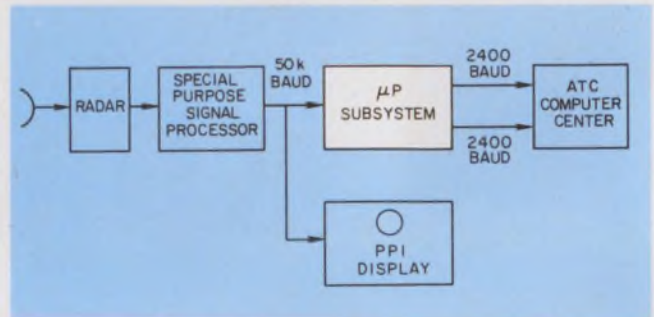 RADAR
SPECIAL
PURPOSE
SIGNAL
PROCESSOR
50k
BAUD
μP
SUBSYSTEM
2400
BAUD
2400
BAUD
ATC
COMPUTER
CENTER
PPI
DISPLAY